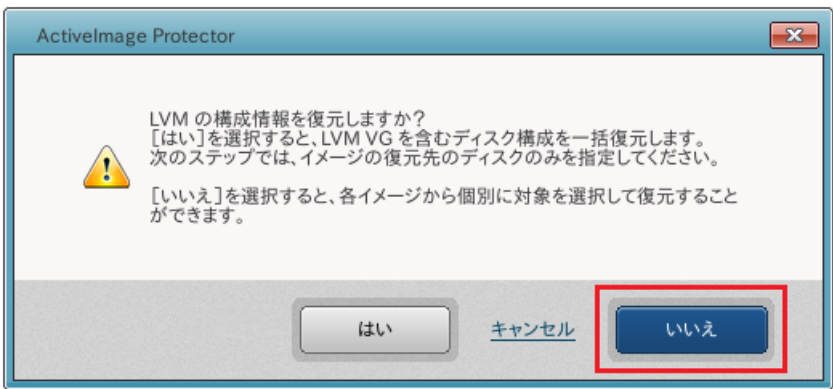 ActiveImage Protector
LVM の構成情報を復元しますか?
[はい]を選択すると、LVM VG を含むディスク構成を一括復元します。
次のステップでは、イメージの復元先のディスクのみを指定してください。
[いいえ]を選択すると、各イメージから個別に対象を選択して復元すること
ができます。
はい
キャンセル
いいえ